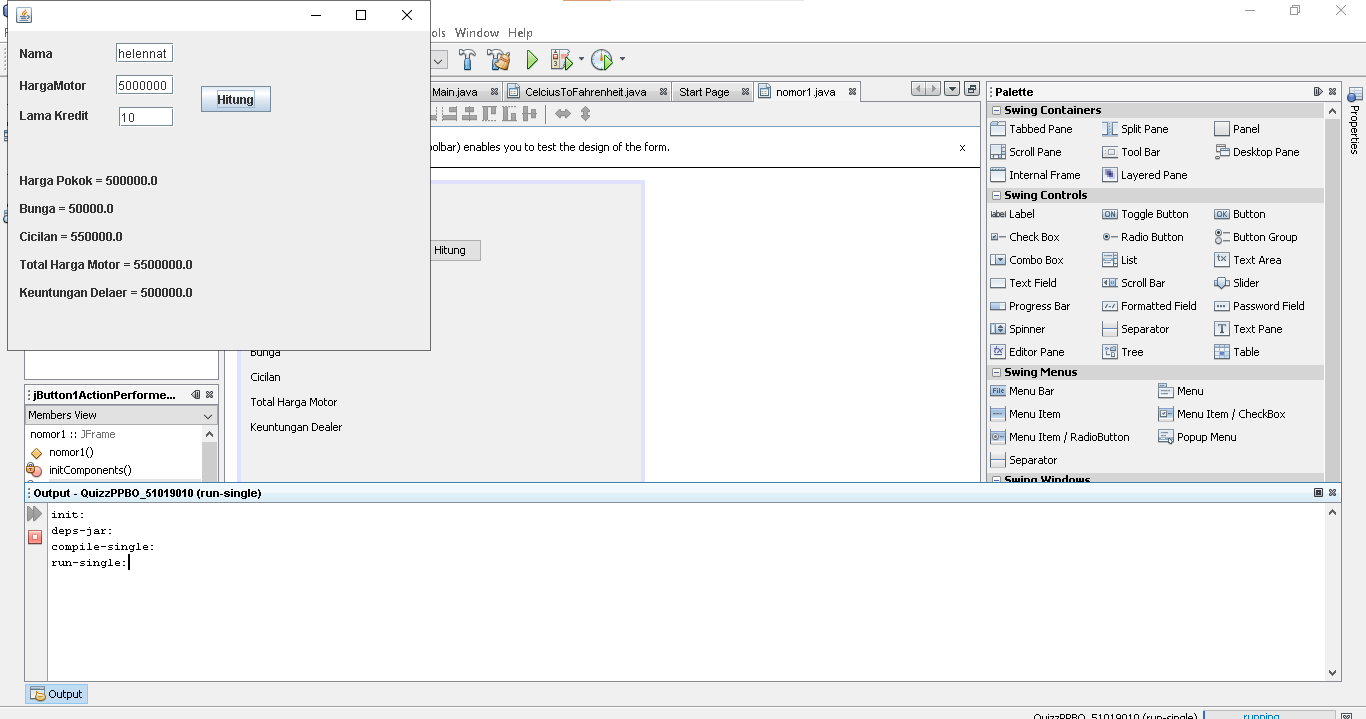 Nama
helennat
HargaMotor
5000000
Hitung
Lama Kredit
10
Harga Pokok = 500000.0
Bunga = 50000.0
Cicilan = 550000.0
Total Harga Motor = 5500000.0
Keuntungan Delaer = 500000.0
ols Window Help
Main.java
CelciusToFahrenheit.java
Start Page
nomor1.java
olbar) enables you to test the design of the form.
x
Hitung
Bunga
Cicilan
Total Harga Motor
Keuntungan Dealer
jButton1ActionPerforme...
Members View
nomor1 :: JFrame
nomor1()
initComponents()
Palette
Swing Containers
Tabbed Pane Split Pane Panel
Scroll Pane Tool Bar Desktop Pane
Internal Frame Layered Pane
Swing Controls
label Label ON Toggle Button OK Button
Check Box Radio Button Button Group
Combo Box List Text Area
Text Field Scroll Bar Slider
Progress Bar Formatted Field Password Field
Spinner Separator T Text Pane
Editor Pane Tree Table
Swing Menus
File Menu Bar Menu
Menu Item Menu Item / CheckBox
Menu Item / RadioButton Popup Menu
Separator
Swing Windows
Properties
Output - QuizzPPBO_51019010 (run-single)
init:
deps-jar:
compile-single:
run-single:
Output
QuizzPPBO_51019010 (run-single)
running...